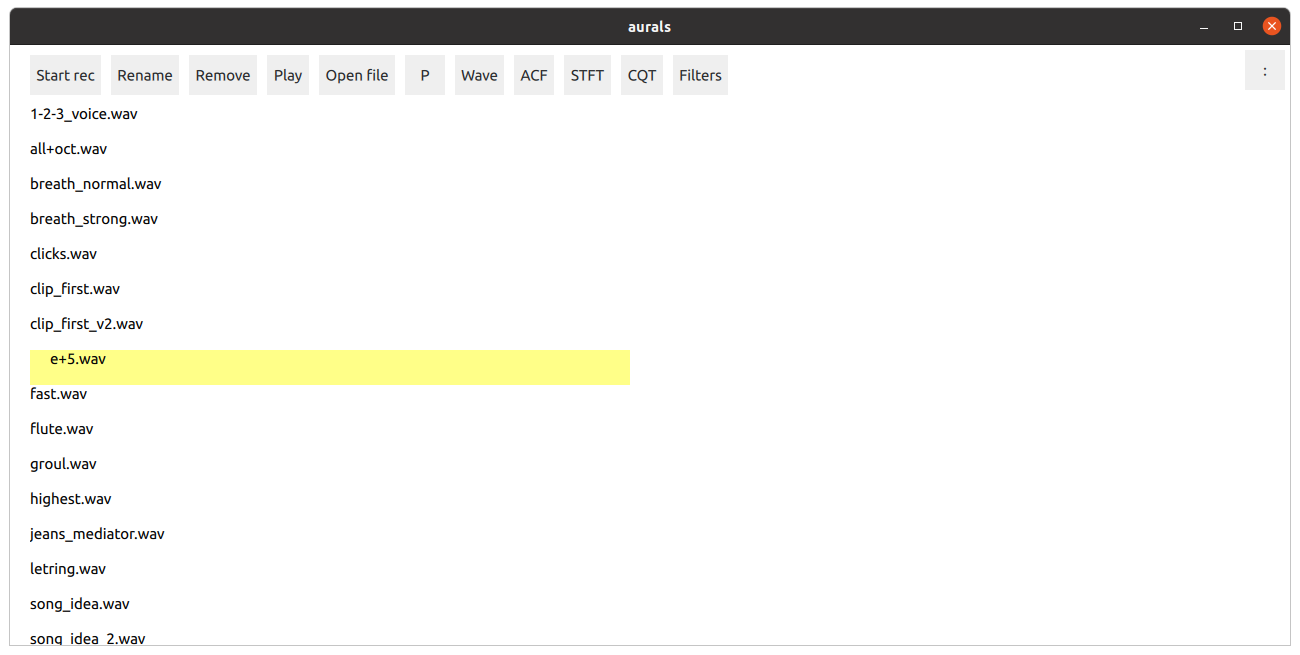 aurals
Start rec Rename Remove Play Open file P Wave ACF STFT CQT Filters :
1-2-3_voice.wav
all+oct.wav
breath_normal.wav
breath_strong.wav
clicks.wav
clip_first.wav
clip_first_v2.wav
e+5.wav
fast.wav
flute.wav
groul.wav
highest.wav
jeans_mediator.wav
letring.wav
song_idea.wav
song_idea_2.wav